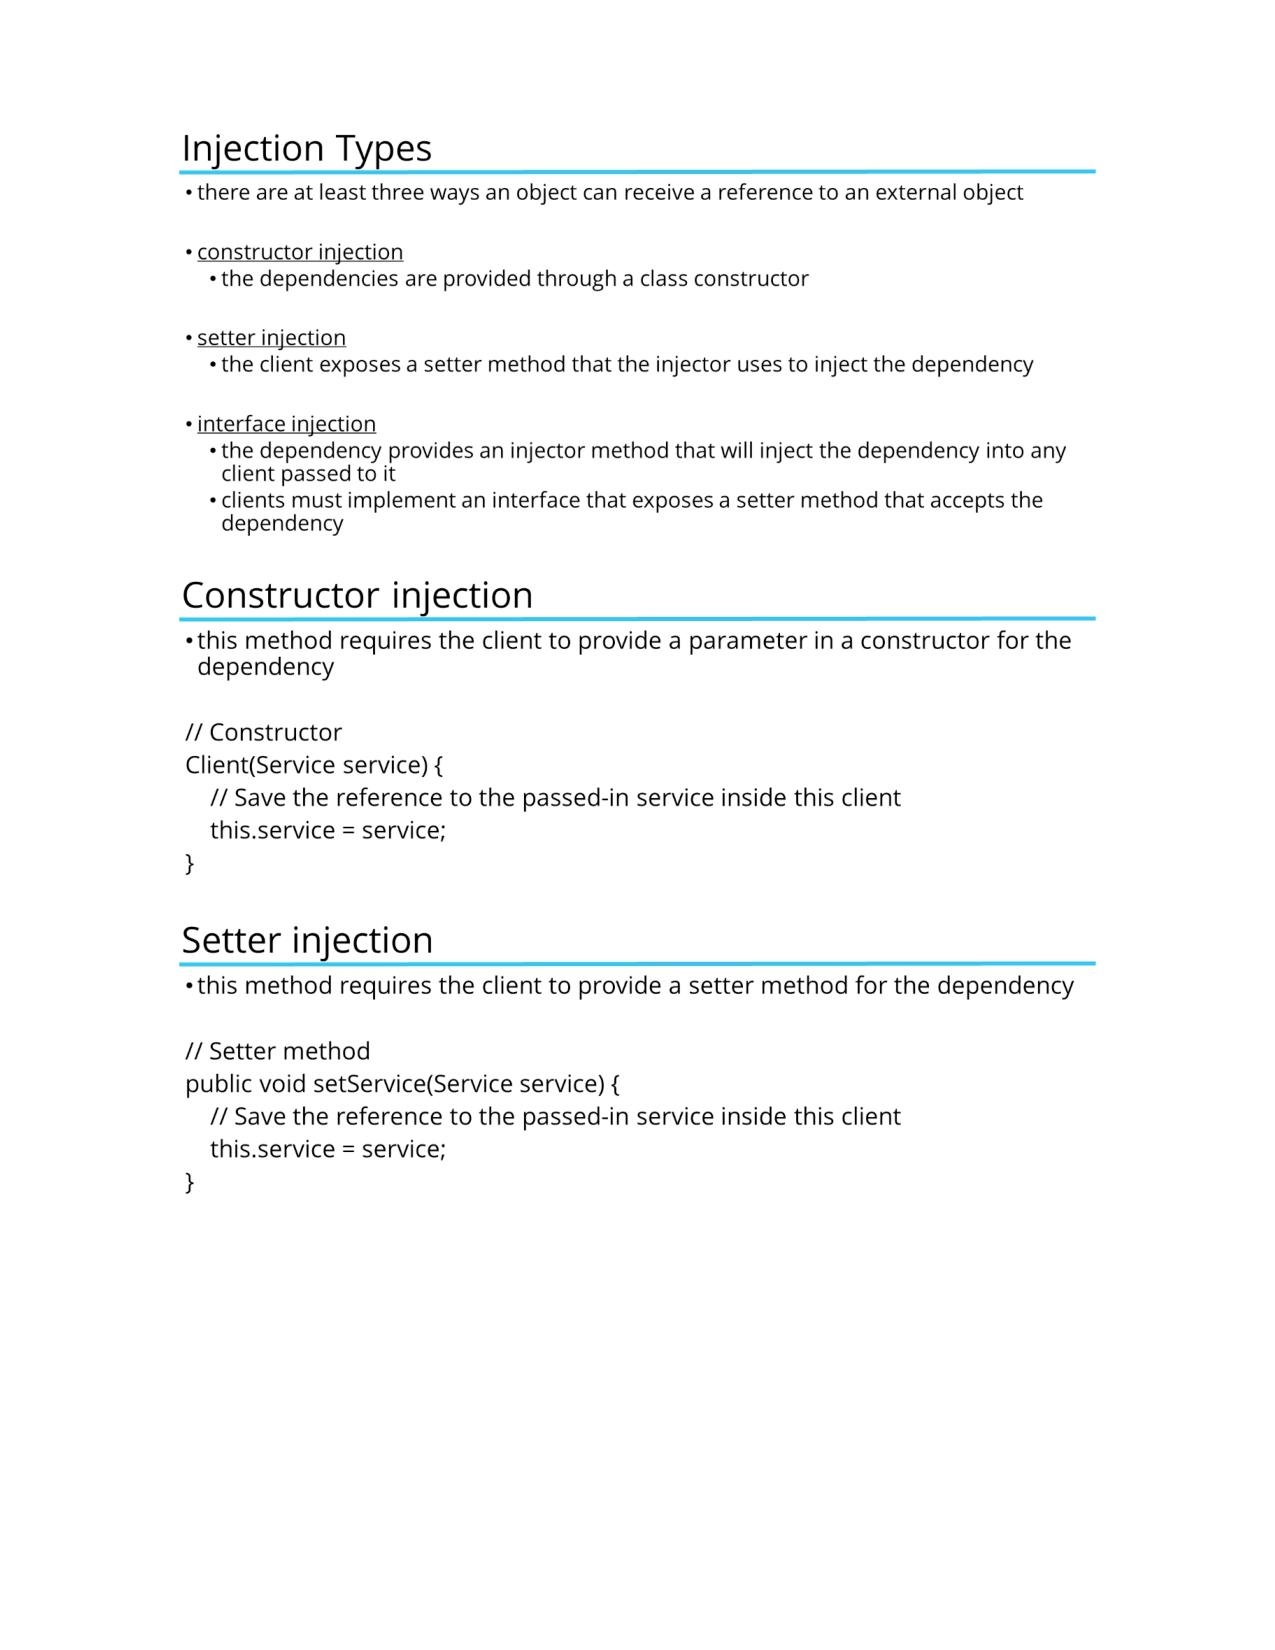 Injection Types
• there are at least three ways an object can receive a reference to an external object
• constructor injection
• the dependencies are provided through a class constructor
• setter injection
• the client exposes a setter method that the injector uses to inject the dependency
• interface injection
• the dependency provides an injector method that will inject the dependency into any
client passed to it
• clients must implement an interface that exposes a setter method that accepts the
dependency
Constructor injection
• this method requires the client to provide a parameter in a constructor for the
dependency
// Constructor
Client(Service service) {
// Save the reference to the passed-in service inside this client
this.service = service;
}
Setter injection
• this method requires the client to provide a setter method for the dependency
// Setter method
public void setService(Service service) {
// Save the reference to the passed-in service inside this client
this.service = service;
}